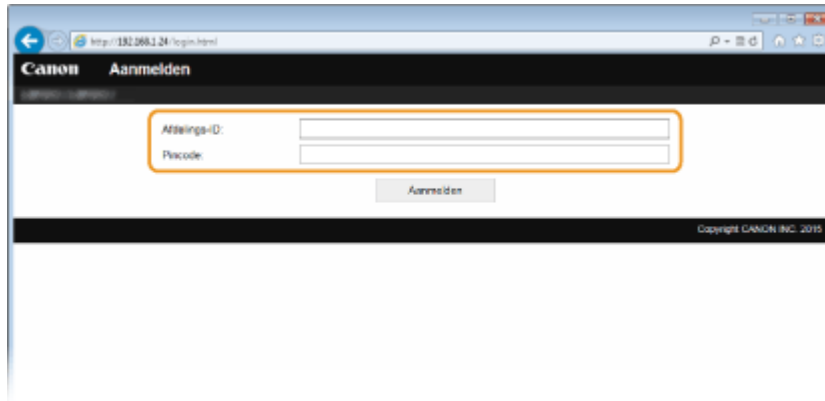 http://192.168.1.24/login.html
Canon Aanmelden
Afdelings-ID:
Pincode:
Aanmelden
Copyright CANON INC. 2015